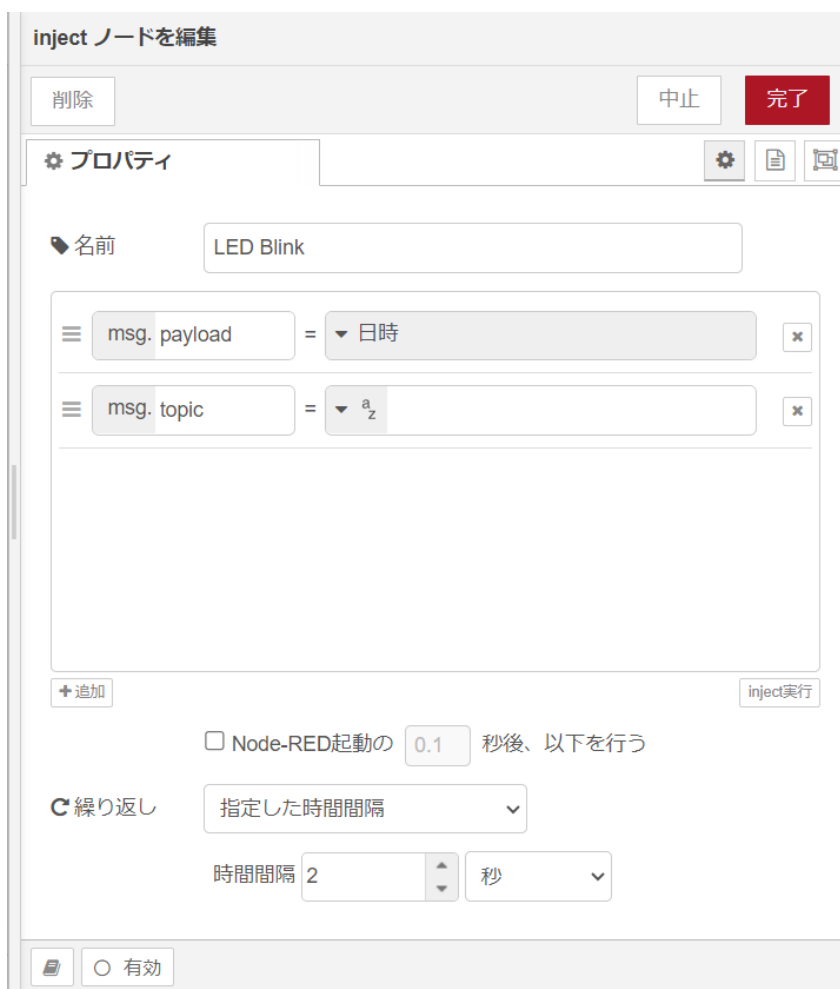 inject ノードを編集
削除 中止 完了
プロパティ
名前 LED Blink
msg. payload = 日時
msg. topic = az
追加 inject実行
Node-RED起動の 0.1 秒後、以下を行う
繰り返し 指定した時間間隔
時間間隔 2 秒
有効